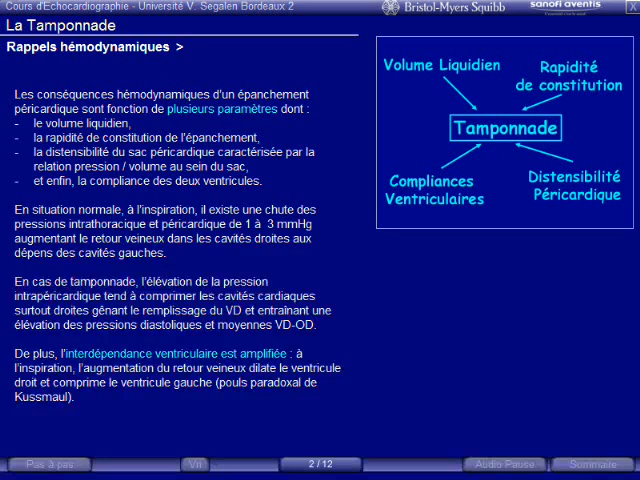 Cours d'Echocardiographie - Université V. Segalen Bordeaux 2
Bristol-Myers Squibb
sanofi aventis
X
La Tamponnade
Rappels hémodynamiques >
Les conséquences hémodynamiques d'un épanchement
péricardique sont fonction de plusieurs paramètres dont :
- le volume liquidien,
- la rapidité de constitution de l'épanchement,
- la distensibilité du sac péricardique caractérisée par la
relation pression / volume au sein du sac,
- et enfin, la compliance des deux ventricules.
En situation normale, à l'inspiration, il existe une chute des
pressions intrathoracique et péricardique de 1 à 3 mmHg
augmentant le retour veineux dans les cavités droites aux
dépens des cavités gauches.
En cas de tamponnade, l'élévation de la pression
intrapéricardique tend à comprimer les cavités cardiaques
surtout droites gênant le remplissage du VD et entraînant une
élévation des pressions diastoliques et moyennes VD-OD.
De plus, l'interdépendance ventriculaire est amplifiée : à
l'inspiration, l'augmentation du retour veineux dilate le ventricule
droit et comprime le ventricule gauche (pouls paradoxal de
Kussmaul).
Volume Liquidien
Rapidité
de constitution
Tamponnade
Compliances
Ventriculaires
Distensibilité
Péricardique
Pas à pas
Vri
2 / 12
Audio Pause
Sommaire